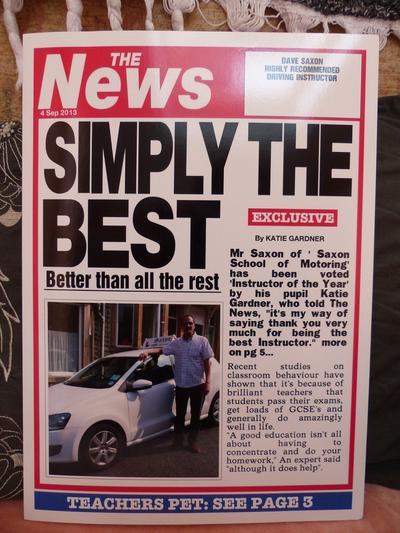 THE
News
4 Sep 2013
DAVE SAXON
HIGHLY RECOMMENDED
DRIVING INSTRUCTOR
SIMPLY THE
BEST
Better than all the rest
EXCLUSIVE
By KATIE GARDNER
Mr Saxon of ' Saxon
School of Motoring'
has been voted
'Instructor of the Year'
by his pupil Katie
Gardner, who told The
News, "it's my way of
saying thank you very
much for being the
best Instructor." more
on pg 5...
Recent studies on
classroom behaviour have
shown that it's because of
brilliant teachers that
students pass their exams,
get loads of GCSE's and
generally do amazingly
well in life.
"A good education isn't all
about having to
concentrate and do your
homework," An expert said
"although it does help".
TEACHERS PET: SEE PAGE 3